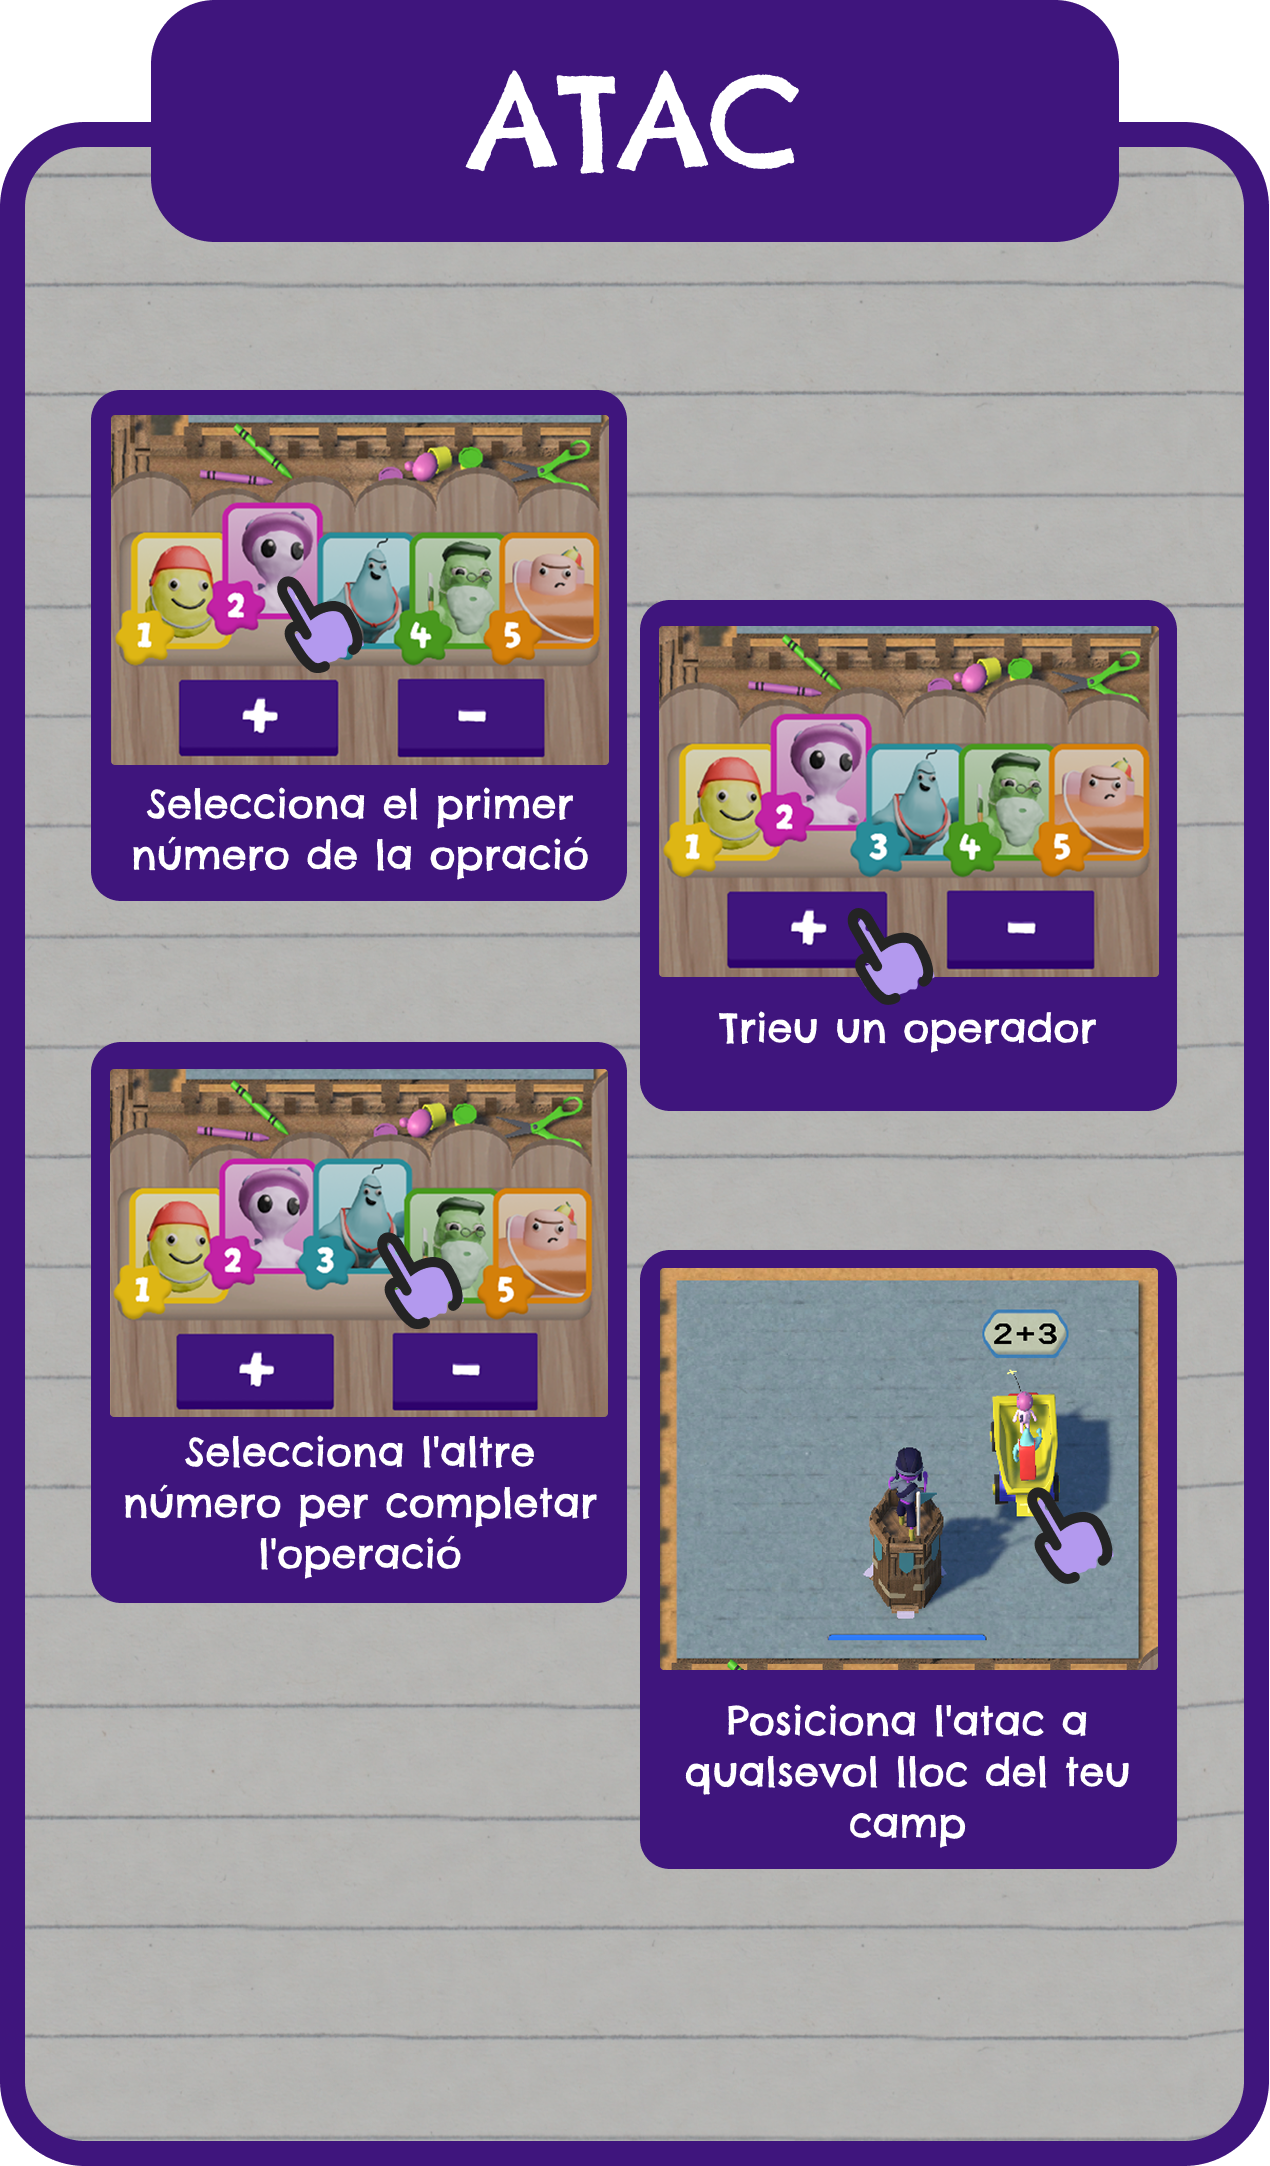 ATAC
1
2
4
5
+
-
Selecciona el primer
número de la opració
1
2
3
4
5
+
-
Trieu un operador
1
2
3
5
+
-
Selecciona l'altre
número per completar
l'operació
2+3
Posiciona l'atac a
qualsevol lloc del teu
camp